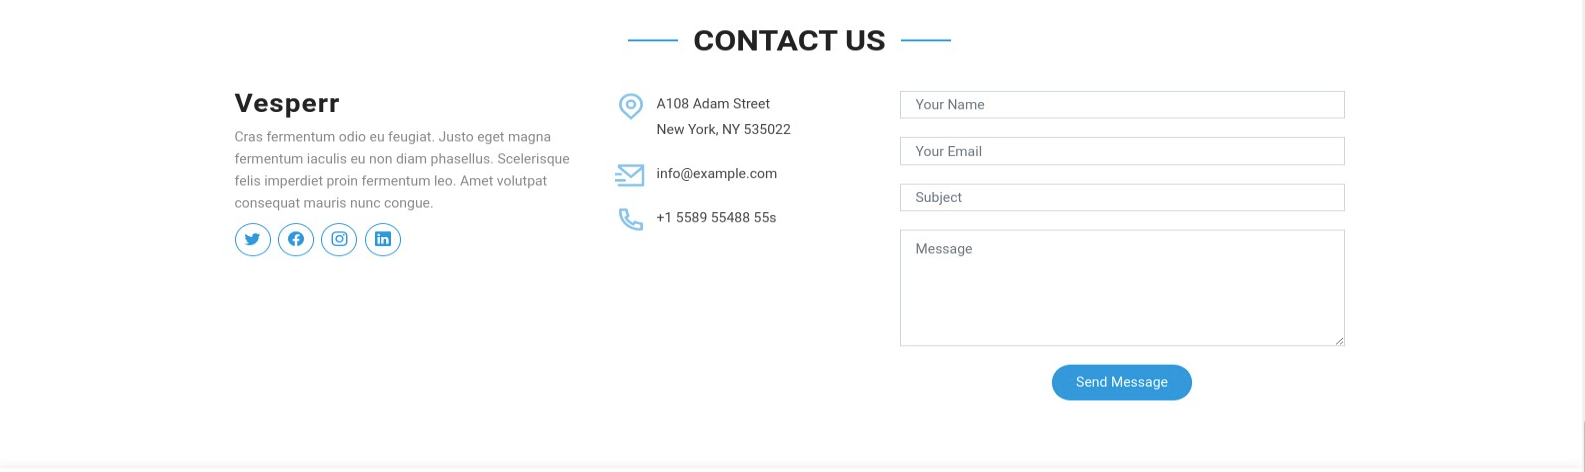 CONTACT US
Vesperr
Cras fermentum odio eu feugiat. Justo eget magna
fermentum iaculis eu non diam phasellus. Scelerisque
felis imperdiet proin fermentum leo. Amet volutpat
consequat mauris nunc congue.
A108 Adam Street
New York, NY 535022
info@example.com
+1 5589 55488 55s
Your Name
Your Email
Subject
Message
Send Message